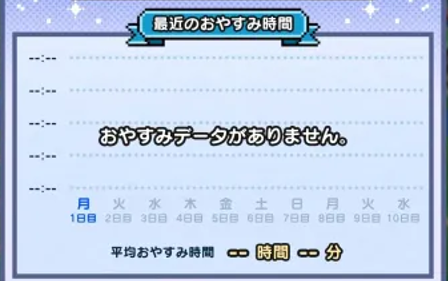 最近のおやすみ時間
--:--
--:--
--:--
おやすみデータがありません。
--:--
--:--
月 火 水 木 金 土 日 月 火 水
1日目 2日目 3日目 4日目 5日目 6日目 7日目 8日目 9日目 10日目
平均おやすみ時間 -- 時間 -- 分